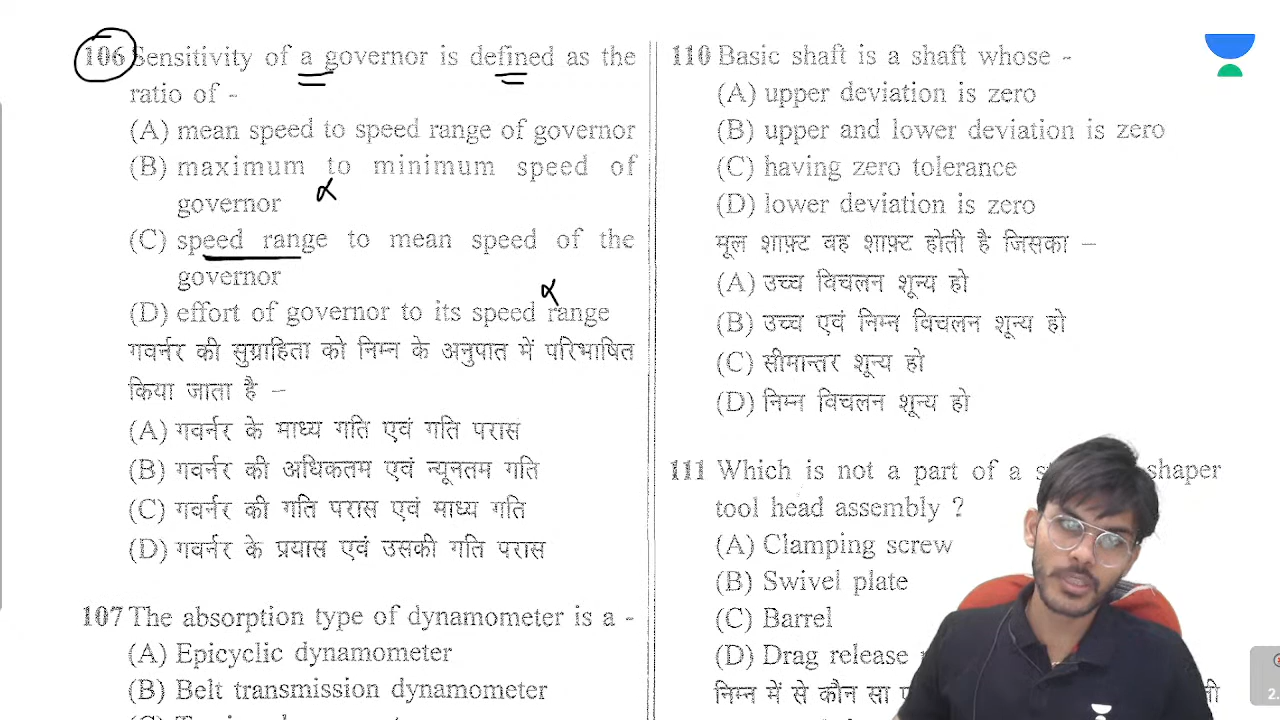 106 Sensitivity of a governor is defined as the
ratio of -
(A) mean speed to speed range of governor
(B) maximum to minimum speed of
governor
(C) speed range to mean speed of the
governor
(D) effort of governor to its speed range
गवर्नर की सुग्राहिता को निम्न के अनुपात में परिभाषित
किया जाता है –
(A) गवर्नर के माध्य गति एवं गति परास
(B) गवर्नर की अधिकतम एवं न्यूनतम गति
(C) गवर्नर की गति परास एवं माध्य गति
(D) गवर्नर के प्रयास एवं उसकी गति परास
107 The absorption type of dynamometer is a -
(A) Epicyclic dynamometer
(B) Belt transmission dynamometer
110 Basic shaft is a shaft whose -
(A) upper deviation is zero
(B) upper and lower deviation is zero
(C) having zero tolerance
(D) lower deviation is zero
मूल शाफ़्ट वह शाफ़्ट होती है जिसका –
(A) उच्च विचलन शून्य हो
(B) उच्च एवं निम्न विचलन शून्य हो
(C) सीमान्तर शून्य हो
(D) निम्न विचलन शून्य हो
111 Which is not a part of a shaper
tool head assembly ?
(A) Clamping screw
(B) Swivel plate
(C) Barrel
(D) Drag release
निम्न में से कौन सा
2.